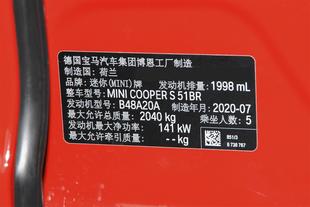 德国宝马汽车集团博恩工厂制造
制造国：荷兰
品牌：迷你(MINI)牌 发动机排量：1998 mL
整车型号：MINI COOPER S 51BR
发动机型号：B48A20A 制造年月：2020-07
最大允许总质量：2040 kg 乘坐人数：5
发动机最大净功率：141 kW
最大允许牵引质量：-- kg
851/3
8 738 767